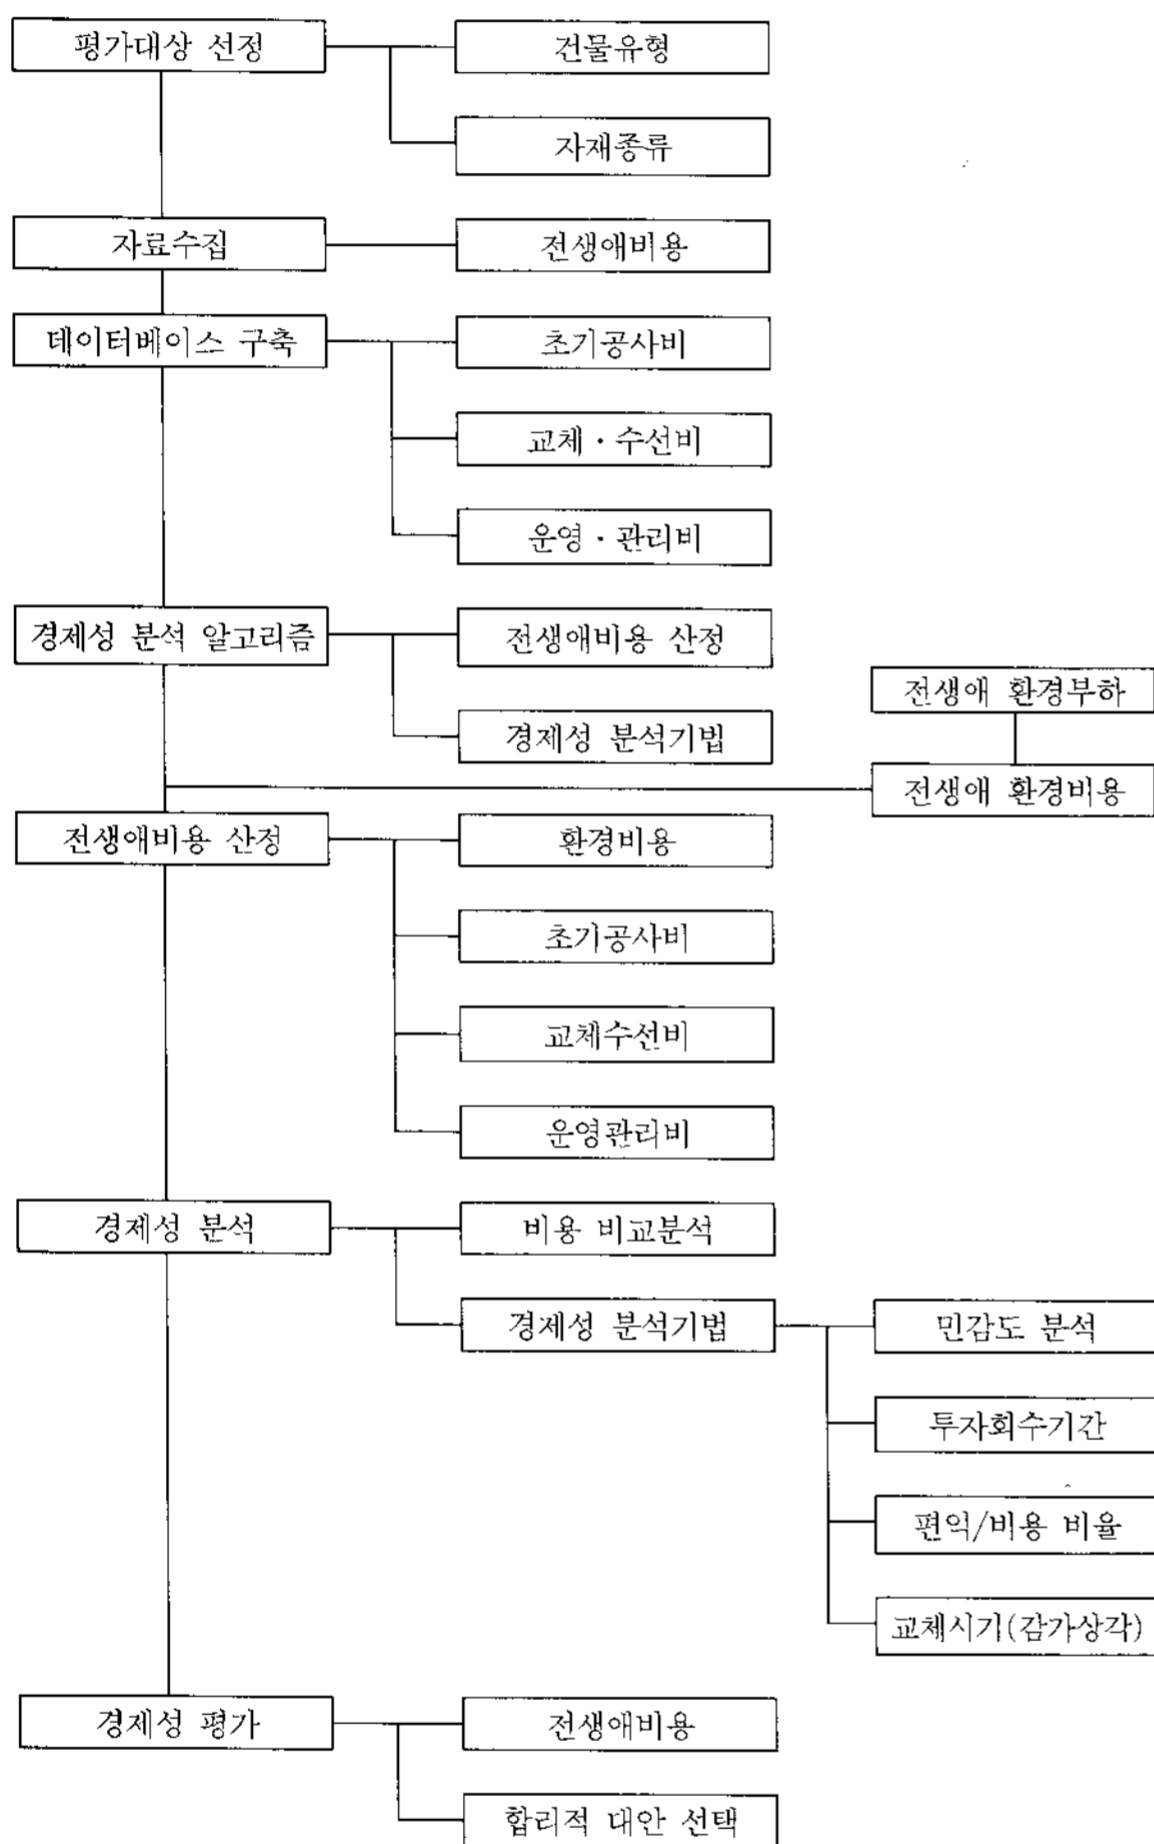 평가대상 선정
건물유형
자재종류
자료수집
전생애비용
데이터베이스 구축
초기공사비
교체 · 수선비
운영 · 관리비
경제성 분석 알고리즘
전생애비용 산정
전생애 환경부하
경제성 분석기법
전생애 환경비용
전생애비용 산정
환경비용
초기공사비
교체수선비
운영관리비
경제성 분석
비용 비교분석
경제성 분석기법
민감도 분석
투자회수기간
편익/비용 비율
교체시기(감가상각)
경제성 평가
전생애비용
합리적 대안 선택